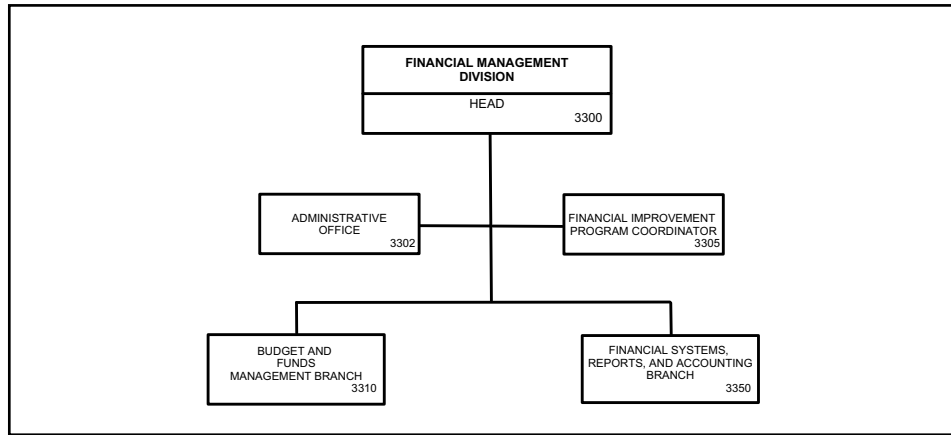 FINANCIAL MANAGEMENT
DIVISION
HEAD
3300
ADMINISTRATIVE
OFFICE
3302
FINANCIAL IMPROVEMENT
PROGRAM COORDINATOR
3305
BUDGET AND
FUNDS
MANAGEMENT BRANCH
3310
FINANCIAL SYSTEMS,
REPORTS, AND ACCOUNTING
BRANCH
3350